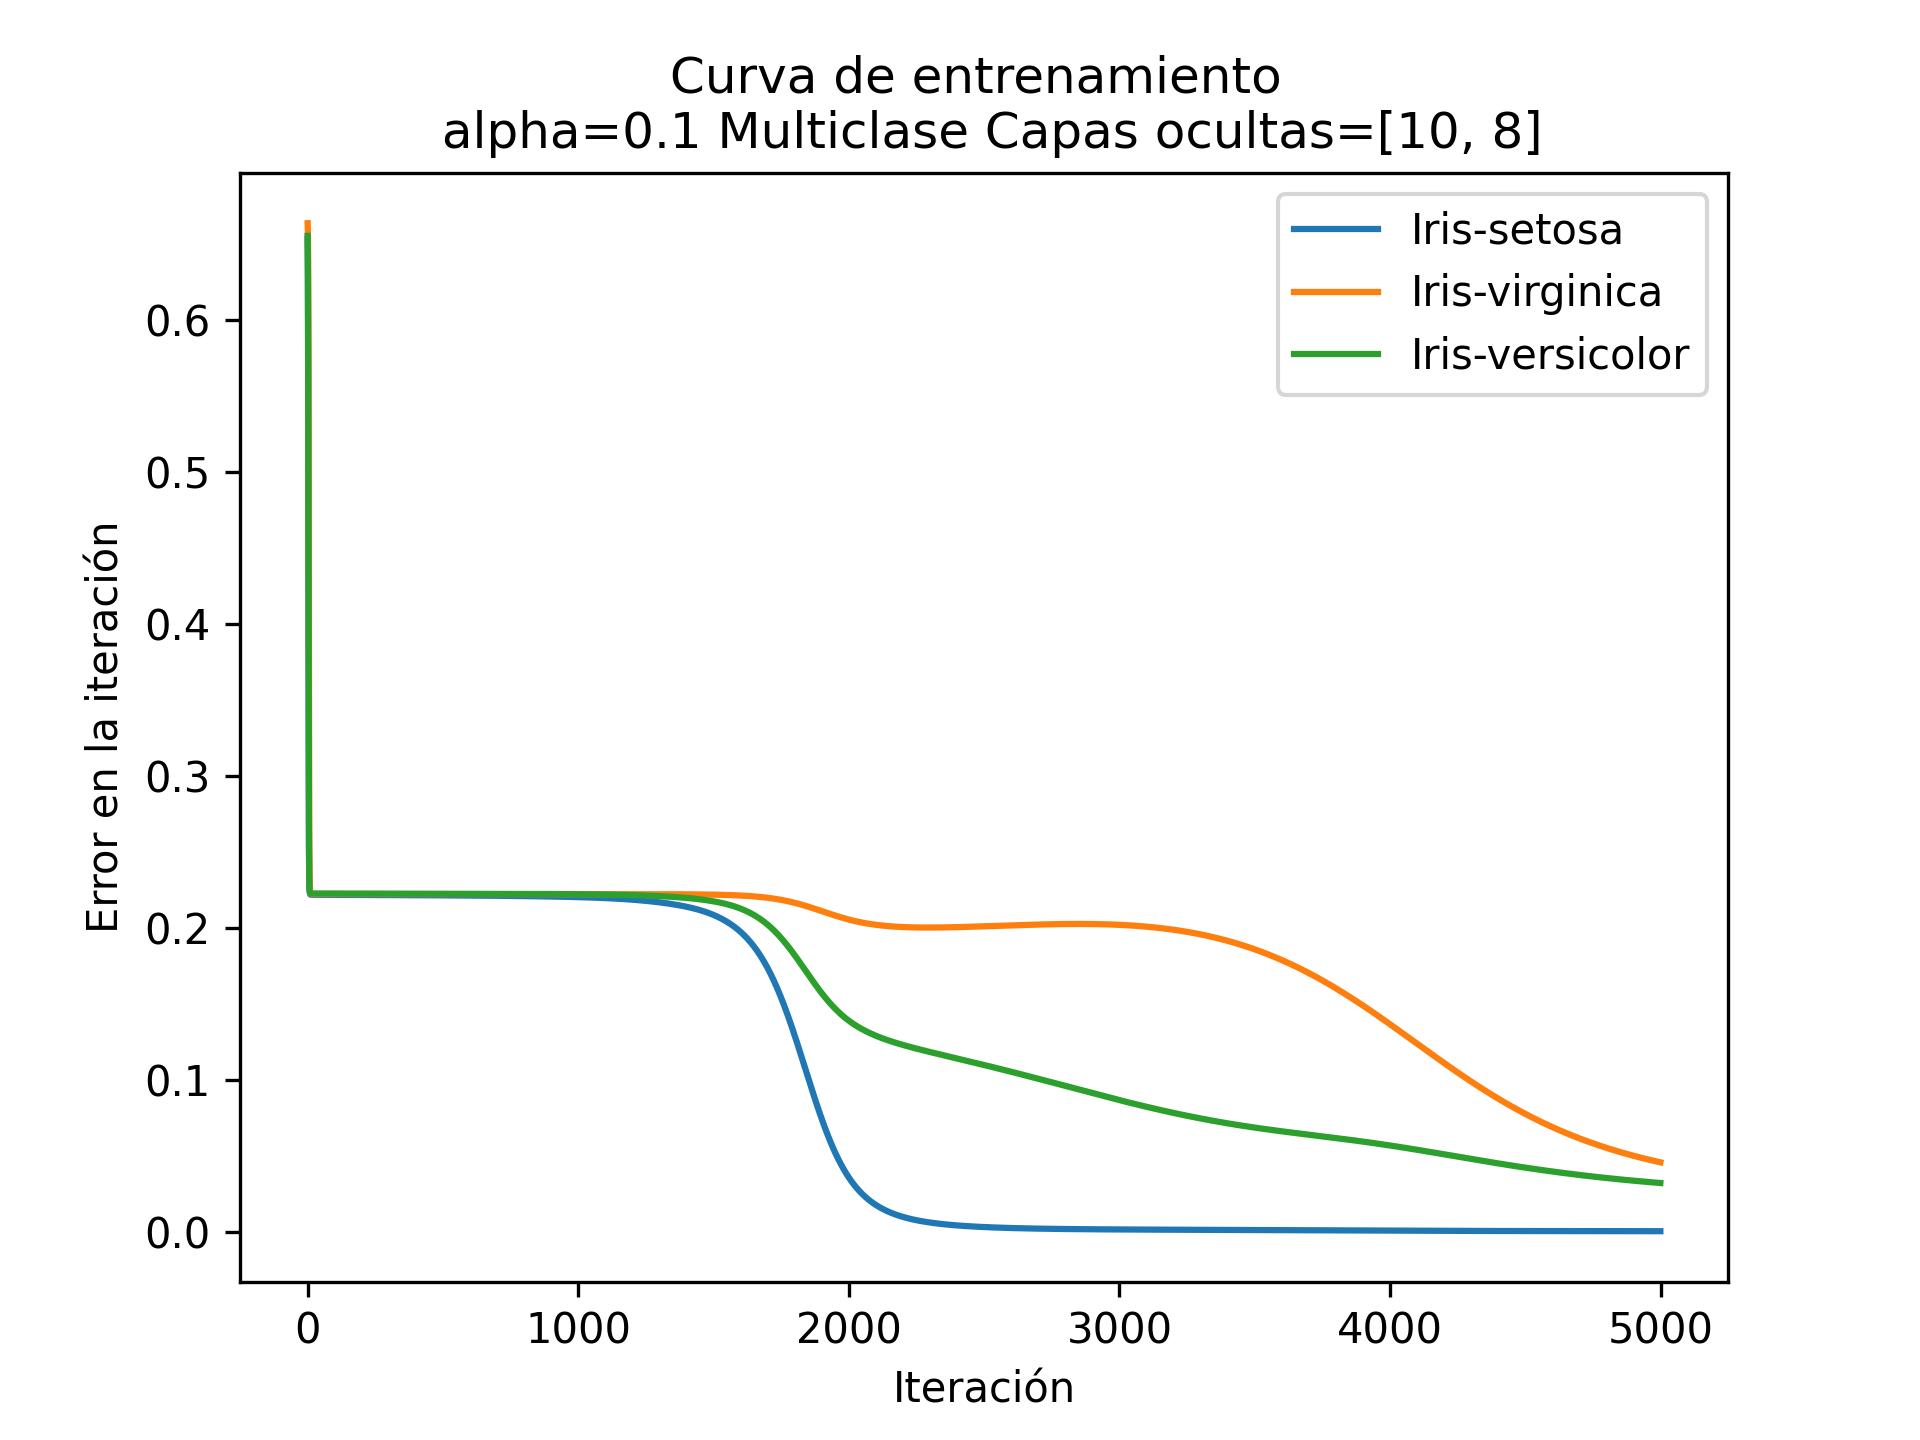 Curva de entrenamiento
alpha=0.1 Multiclase Capas ocultas=[10, 8]
Iris-setosa
Iris-virginica
Iris-versicolor
Error en la iteración
0.6
0.5
0.4
0.3
0.2
0.1
0.0
0 1000 2000 3000 4000 5000
Iteración